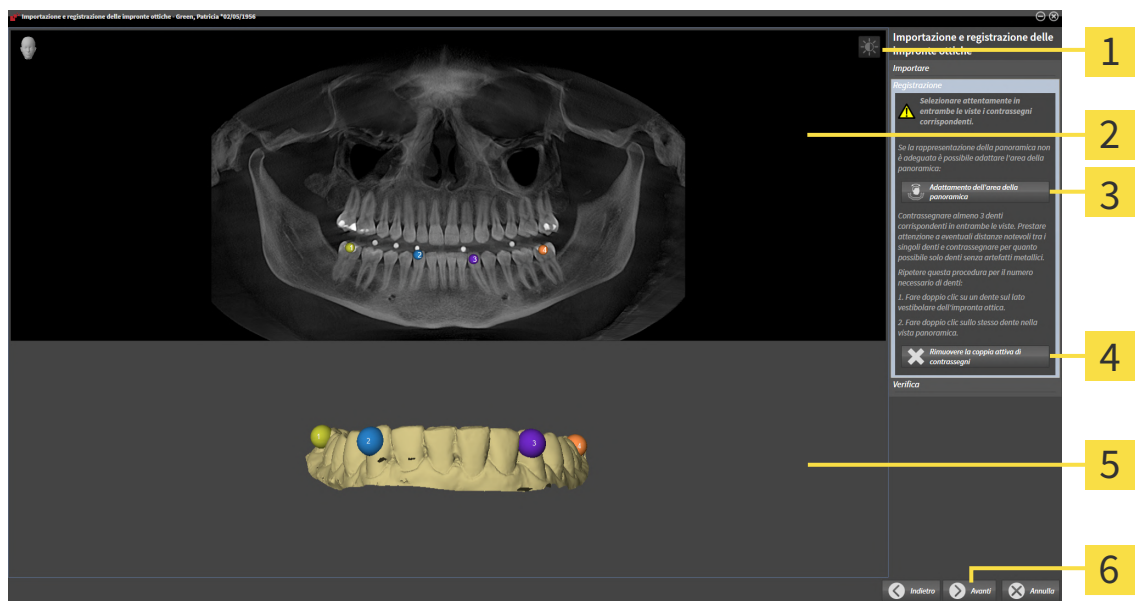 Importazione e registrazione delle impronte ottiche - Green, Patricia *02/05/1956
Importazione e registrazione delle
impronte ottiche
Importare
Registrazione
Selezionare attentamente in
entrambe le viste i contrassegni
corrispondenti.
Se la rappresentazione della panoramica non
è adeguata è possibile adattare l'area della
panoramica:
Adattamento dell'area della
panoramica
Contrassegnare almeno 3 denti
corrispondenti in entrambe le viste. Prestare
attenzione a eventuali distanze notevoli tra i
singoli denti e contrassegnare per quanto
possibile solo denti senza artefatti metallici.
Ripetere questa procedura per il numero
necessario di denti:
1. Fare doppio clic su un dente sul lato
vestibolare dell'impronta ottica.
2. Fare doppio clic sullo stesso dente nella
vista panoramica.
Rimuovere la coppia attiva di
contrassegni
Verifica
1
2
3
4
1
2
3
4
Indietro
Avanti
Annulla
1
2
3
4
5
6